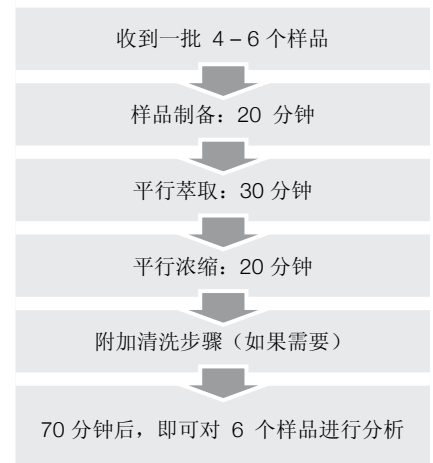 收到一批 4 – 6 个样品
样品制备：20 分钟
平行萃取：30 分钟
平行浓缩：20 分钟
附加清洗步骤（如果需要）
70 分钟后，即可对 6 个样品进行分析